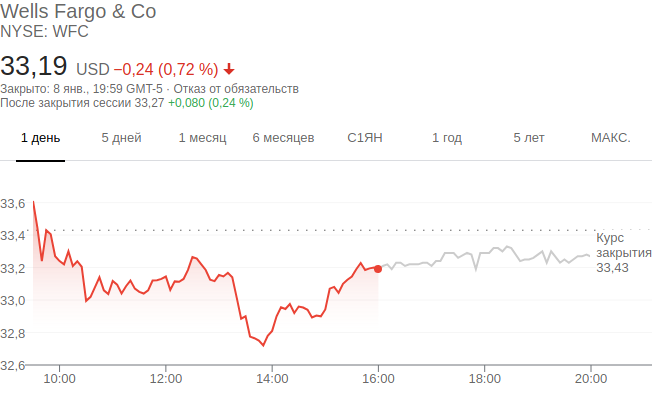 Wells Fargo & Co
NYSE: WFC
33,19 USD −0,24 (0,72 %)
Закрыто: 8 янв., 19:59 GMT-5 · Отказ от обязательств
После закрытия сессии 33,27 +0,080 (0,24 %)
1 день 5 дней 1 месяц 6 месяцев С1ЯН 1 год 5 лет МАКС.
33,6
33,4
Курс
закрытия
33,2
33,43
33,0
32,8
32,6
10:00 12:00 14:00 16:00 18:00 20:00